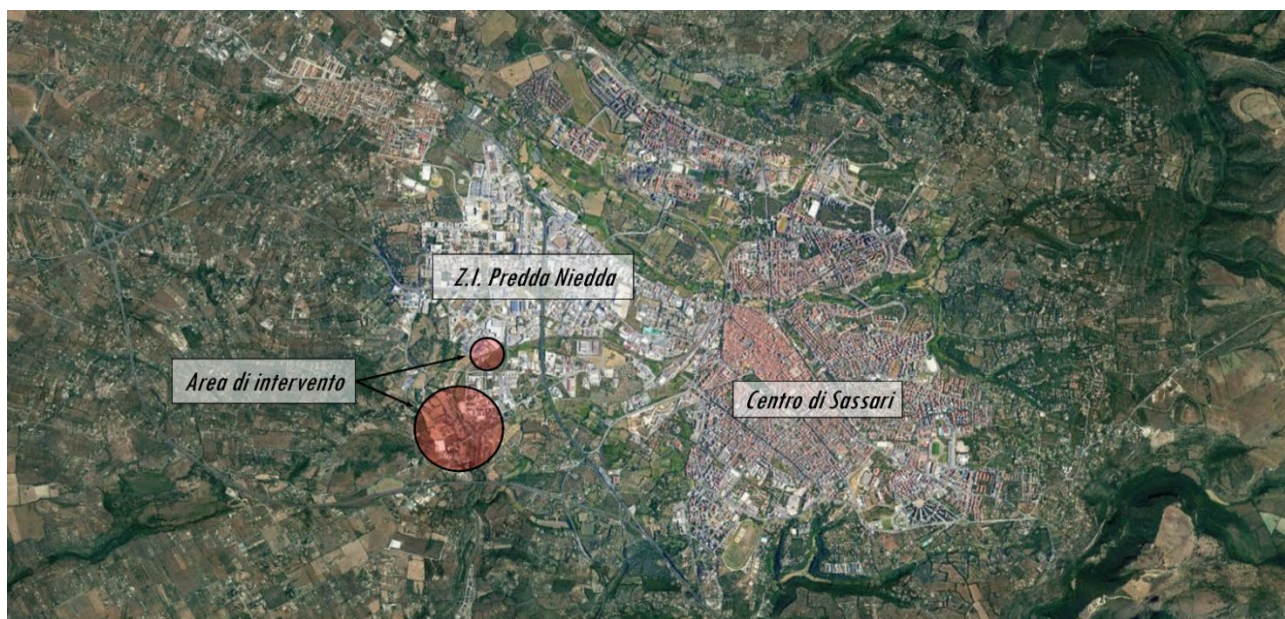 Z.I. Predda Niedda
Area di intervento
Centro di Sassari